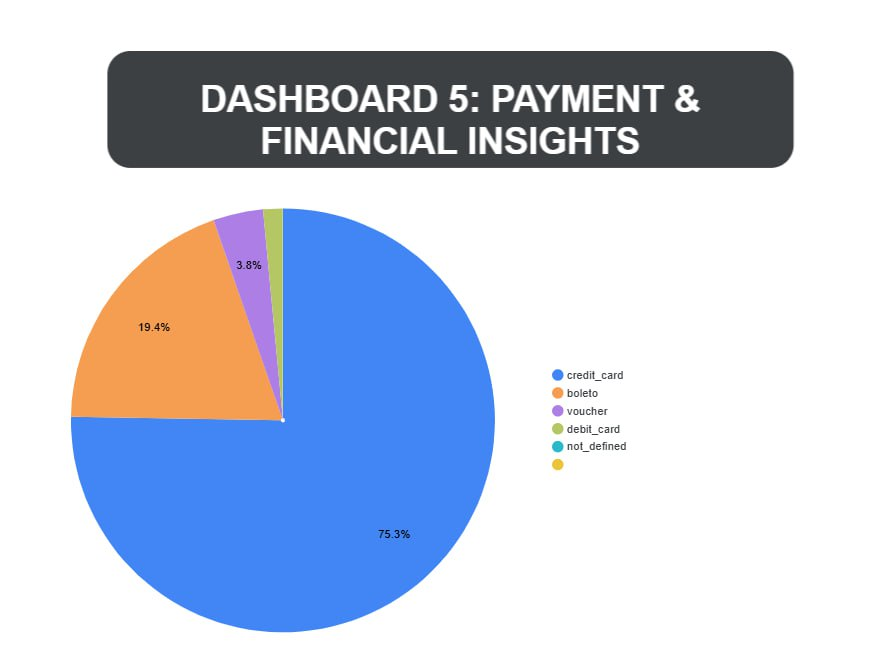 DASHBOARD 5: PAYMENT &
FINANCIAL INSIGHTS
3.8%
19.4%
75.3%
credit_card
boleto
voucher
debit_card
not_defined